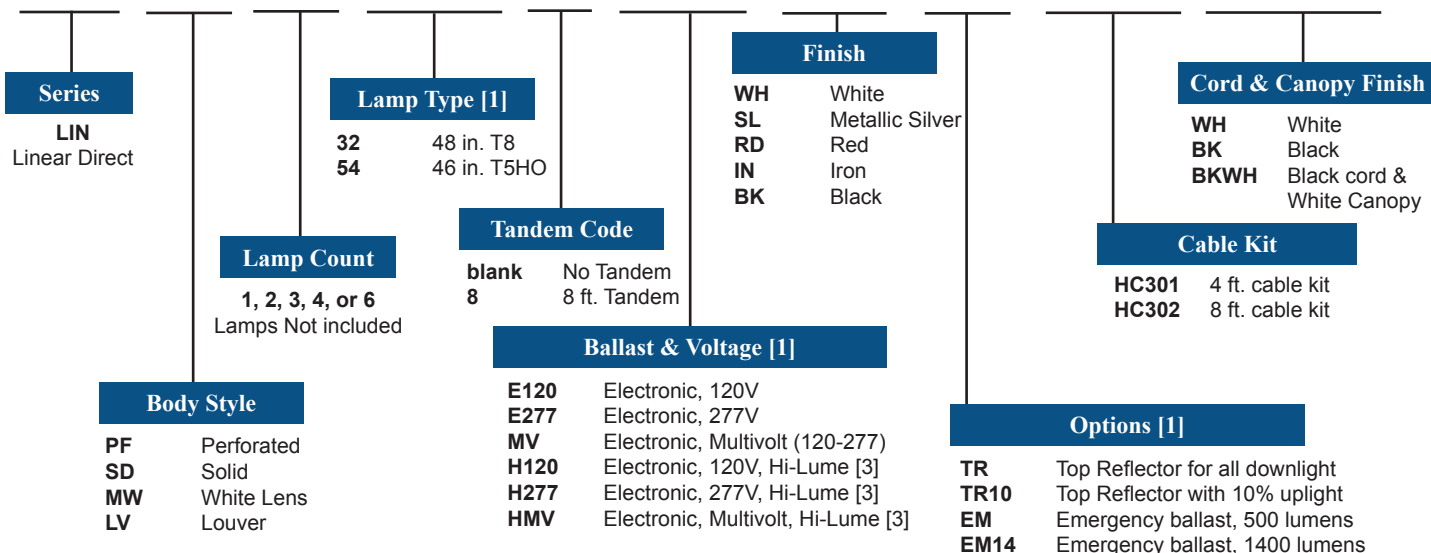 Series
LIN
Linear Direct
Body Style
PF Perforated
SD Solid
MW White Lens
LV Louver
Lamp Count
1, 2, 3, 4, or 6
Lamps Not included
Lamp Type [1]
32 48 in. T8
54 46 in. T5HO
Tandem Code
blank No Tandem
8 8 ft. Tandem
Ballast & Voltage [1]
E120 Electronic, 120V
E277 Electronic, 277V
MV Electronic, Multivolt (120-277)
H120 Electronic, 120V, Hi-Lume [3]
H277 Electronic, 277V, Hi-Lume [3]
HMV Electronic, Multivolt, Hi-Lume [3]
Finish
WH White
SL Metallic Silver
RD Red
IN Iron
BK Black
Options [1]
TR Top Reflector for all downlight
TR10 Top Reflector with 10% uplight
EM Emergency ballast, 500 lumens
EM14 Emergency ballast, 1400 lumens
Cable Kit
HC301 4 ft. cable kit
HC302 8 ft. cable kit
Cord & Canopy Finish
WH White
BK Black
BKWH Black cord &
White Canopy